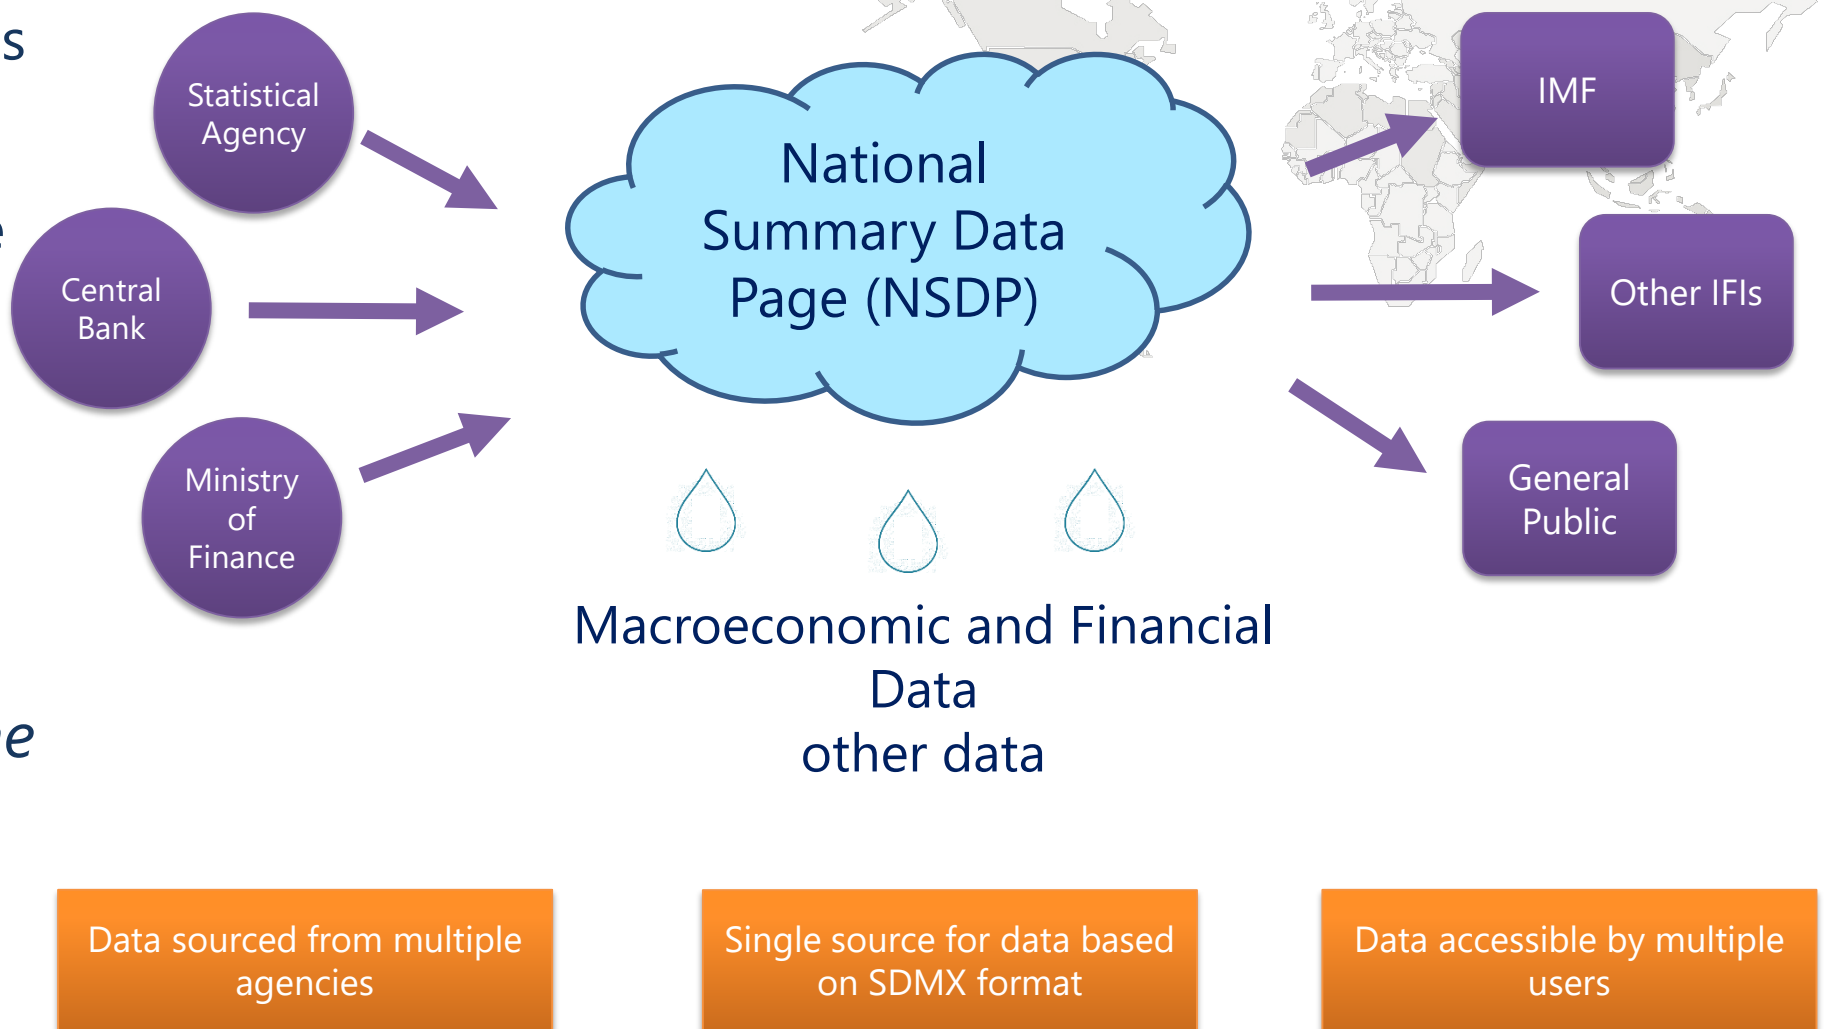 s
Statistical
Agency
e
Central
Bank
Ministry
of
Finance
National
Summary Data
Page (NSDP)
IMF
Other IFIs
General
Public
Macroeconomic and Financial
Data
other data
e
Data sourced from multiple
agencies
Single source for data based
on SDMX format
Data accessible by multiple
users